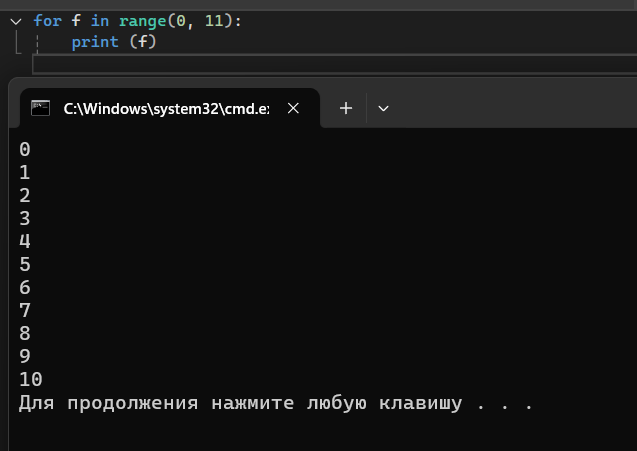 for f in range(0, 11):
    print (f)
C:\Windows\system32\cmd.e
0
1
2
3
4
5
6
7
8
9
10
Для продолжения нажмите любую клавишу . . .